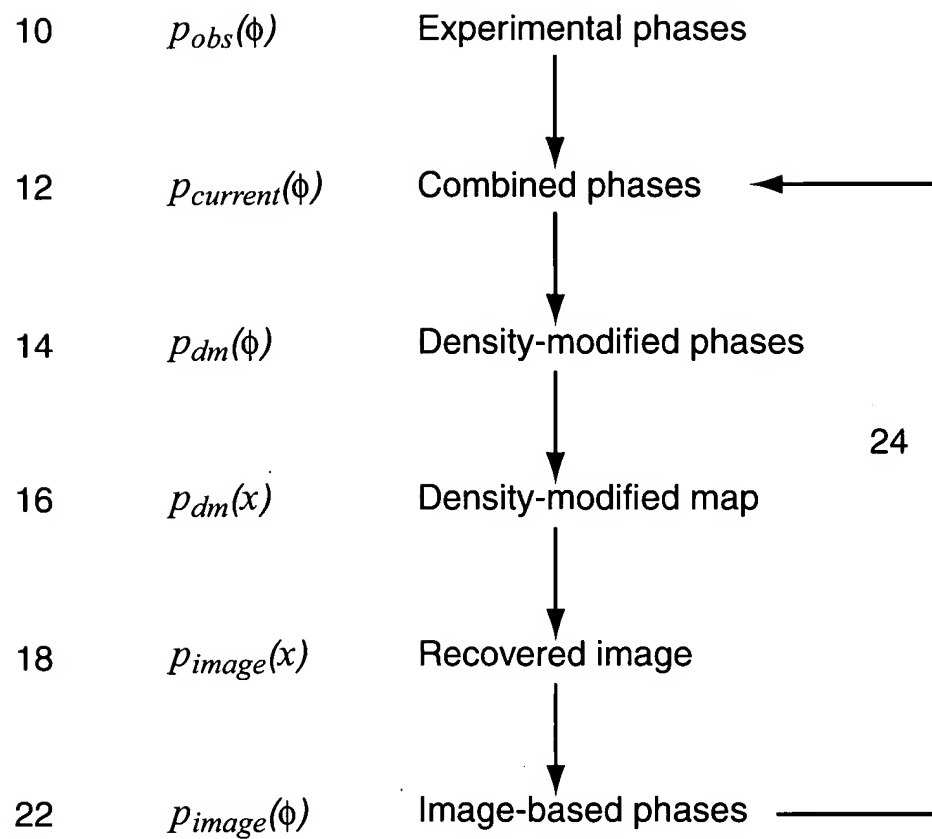 10 p_obs(ϕ) Experimental phases
12 p_current(ϕ) Combined phases
14 p_dm(ϕ) Density-modified phases
24
16 p_dm(x) Density-modified map
18 p_image(x) Recovered image
22 p_image(ϕ) Image-based phases